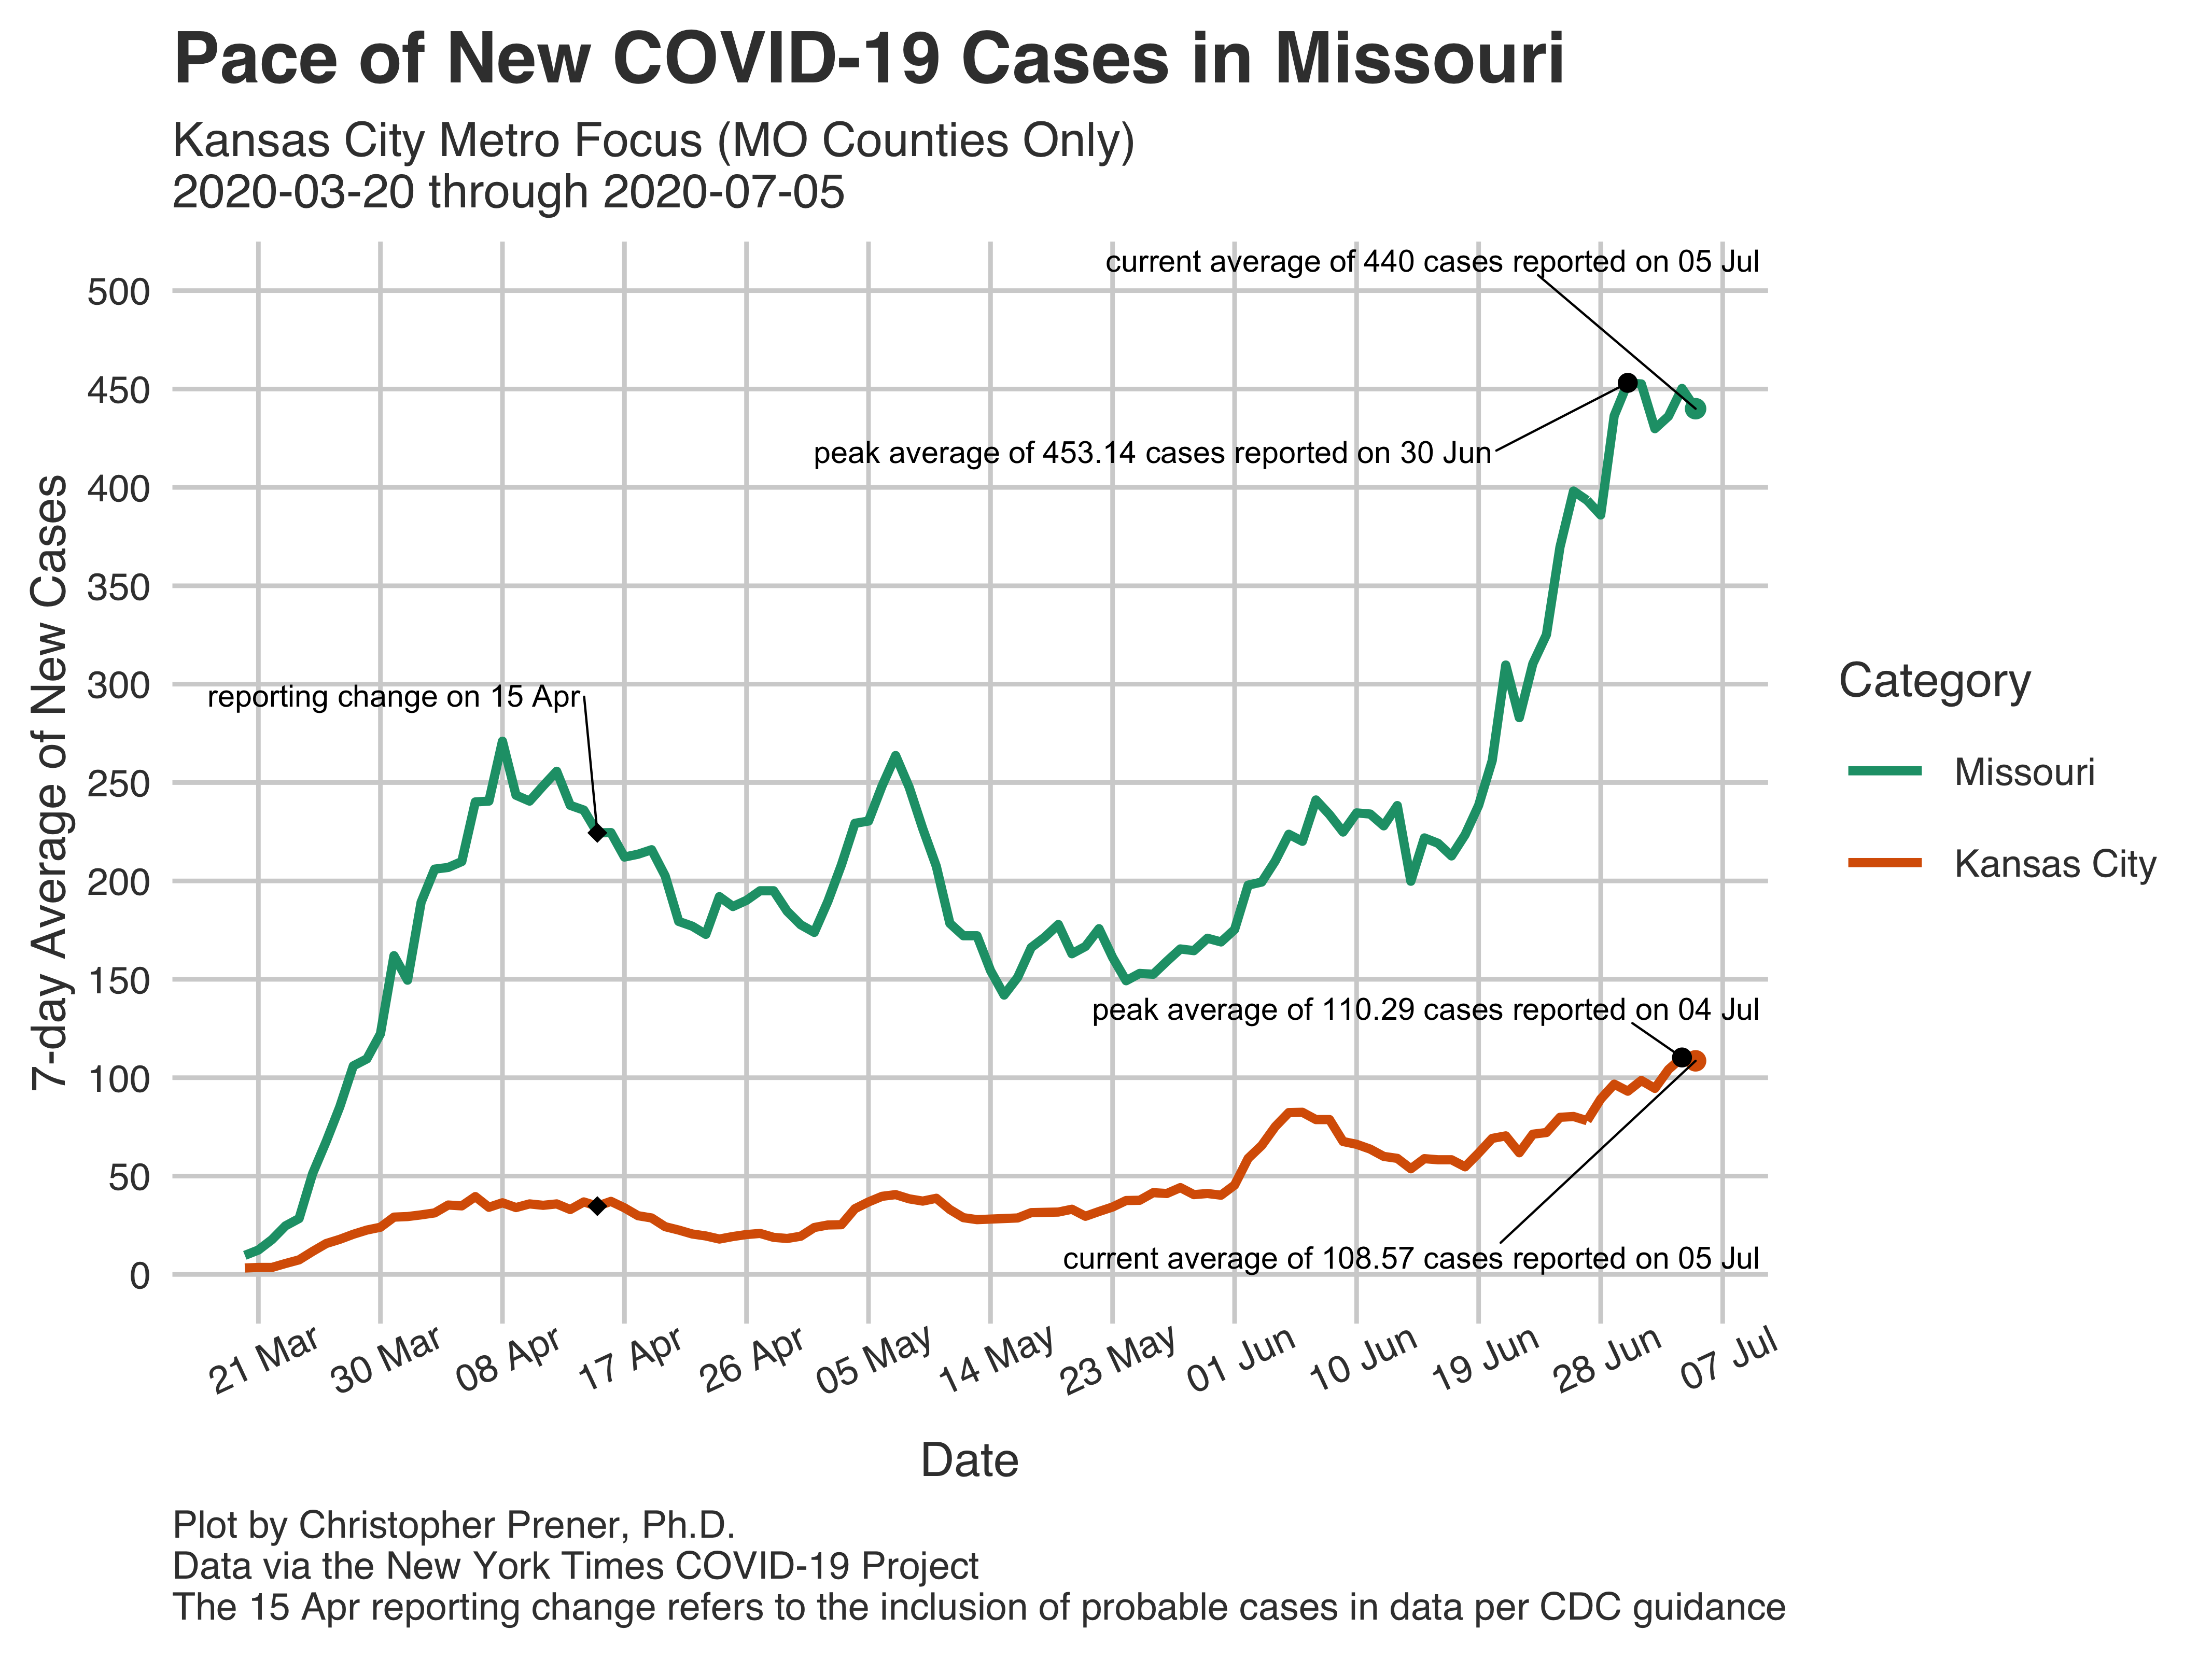 Pace of New COVID-19 Cases in Missouri
Kansas City Metro Focus (MO Counties Only)
2020-03-20 through 2020-07-05
7-day Average of New Cases
500
450
400
350
300
250
200
150
100
50
0
current average of 440 cases reported on 05 Jul
peak average of 453.14 cases reported on 30 Jun
reporting change on 15 Apr
peak average of 110.29 cases reported on 04 Jul
current average of 108.57 cases reported on 05 Jul
21 Mar
30 Mar
08 Apr
17 Apr
26 Apr
05 May
14 May
23 May
01 Jun
10 Jun
19 Jun
28 Jun
07 Jul
Date
Category
Missouri
Kansas City
Plot by Christopher Prener, Ph.D.
Data via the New York Times COVID-19 Project
The 15 Apr reporting change refers to the inclusion of probable cases in data per CDC guidance